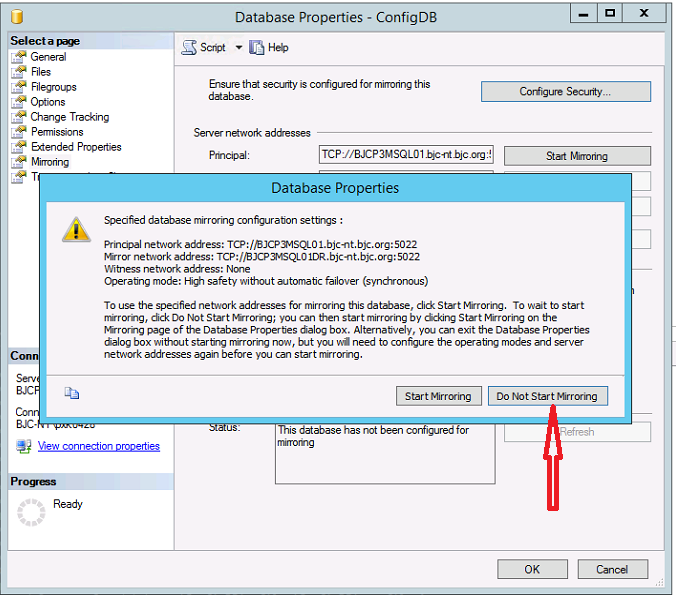 Database Properties - ConfigDB
Select a page
General
Files
Filegroups
Options
Change Tracking
Permissions
Extended Properties
Mirroring
Script
Help
Ensure that security is configured for mirroring this
database.
Configure Security...
Server network addresses
Principal:
TCP://BJCP3MSQL01.bjc-nt.bjc.org:5
Start Mirroring
Database Properties
Specified database mirroring configuration settings :
Principal network address: TCP://BJCP3MSQL01.bjc-nt.bjc.org:5022
Mirror network address: TCP://BJCP3MSQL01DR.bjc-nt.bjc.org:5022
Witness network address: None
Operating mode: High safety without automatic failover (synchronous)
To use the specified network addresses for mirroring this database, click Start Mirroring. To wait to start
mirroring, click Do Not Start Mirroring; you can then start mirroring by clicking Start Mirroring on the
Mirroring page of the Database Properties dialog box. Alternatively, you can exit the Database Properties
dialog box without starting mirroring now, but you will need to configure the operating modes and server
network addresses again before you can start mirroring.
Start Mirroring
Do Not Start Mirroring
Conn
Serve
BJCP
Conn
View connection properties
Progress
Ready
Status:
This database has not been configured for
mirroring
Refresh
OK
Cancel